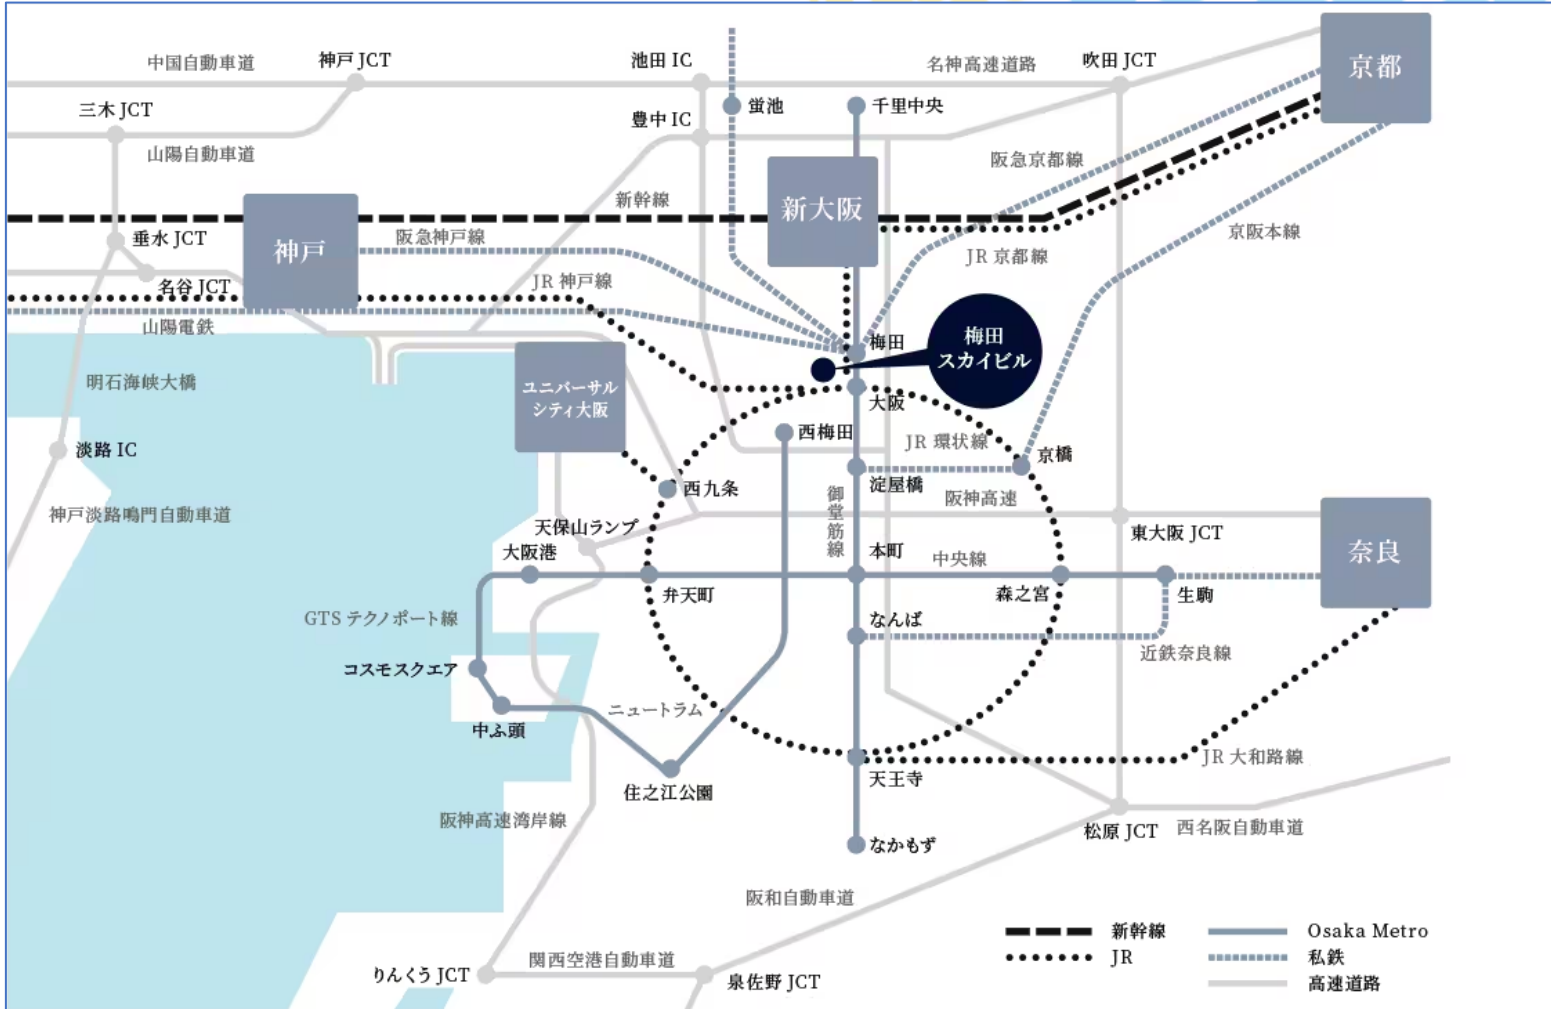 中国自動車道
神戸 JCT
池田 IC
名神高速道路
吹田 JCT
京都
三木 JCT
蛍池
千里中央
豊中 IC
山陽自動車道
阪急京都線
新幹線
新大阪
垂水 JCT
神戸
阪急神戸線
京阪本線
JR 京都線
名谷 JCT
JR 神戸線
山陽電鉄
梅田
梅田
スカイビル
明石海峡大橋
ユニバーサル
シティ大阪
大阪
淡路 IC
西梅田
JR 環状線
京橋
西九条
淀屋橋
阪神高速
神戸淡路鳴門自動車道
御堂筋線
天保山ランプ
東大阪 JCT
大阪港
本町
中央線
奈良
弁天町
森之宮
生駒
GTS テクノポート線
なんば
近鉄奈良線
コスモスクエア
ニュートラム
中ふ頭
JR 大和路線
天王寺
住之江公園
阪神高速湾岸線
なかもず
松原 JCT
西名阪自動車道
阪和自動車道
新幹線
Osaka Metro
JR
私鉄
高速道路
関西空港自動車道
りんくう JCT
泉佐野 JCT